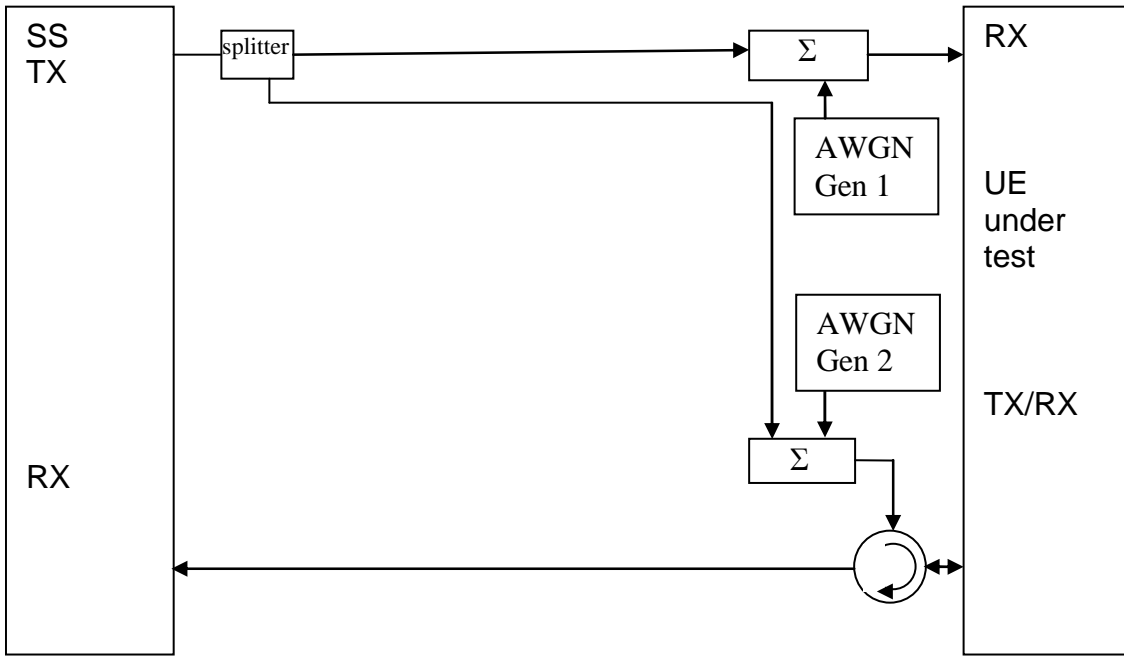 SS
TX
splitter
Σ
RX
AWGN
Gen 1
UE
under
test
AWGN
Gen 2
TX/RX
Σ
RX